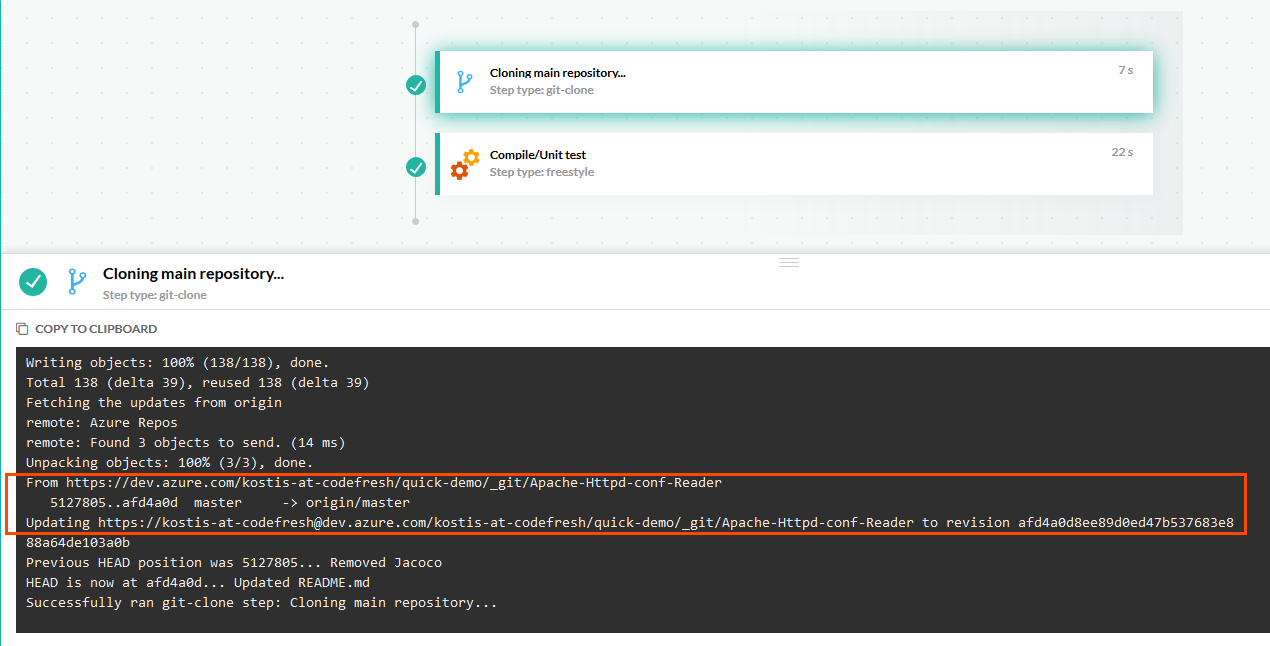 Cloning main repository...
7 s
Step type: git-clone
Compile/Unit test
22 s
Step type: freestyle
Cloning main repository...
Step type: git-clone
COPY TO CLIPBOARD
Writing objects: 100% (138/138), done.
Total 138 (delta 39), reused 138 (delta 39)
Fetching the updates from origin
remote: Azure Repos
remote: Found 3 objects to send. (14 ms)
Unpacking objects: 100% (3/3), done.
From https://dev.azure.com/kostis-at-codefresh/quick-demo/_git/Apache-Httpd-conf-Reader
5127805..afd4a0d  master     -> origin/master
Updating https://kostis-at-codefresh@dev.azure.com/kostis-at-codefresh/quick-demo/_git/Apache-Httpd-conf-Reader to revision afd4a0d8ee89d0ed47b537683e8
88a64de103a0b
Previous HEAD position was 5127805... Removed Jacoco
HEAD is now at afd4a0d... Updated README.md
Successfully ran git-clone step: Cloning main repository...